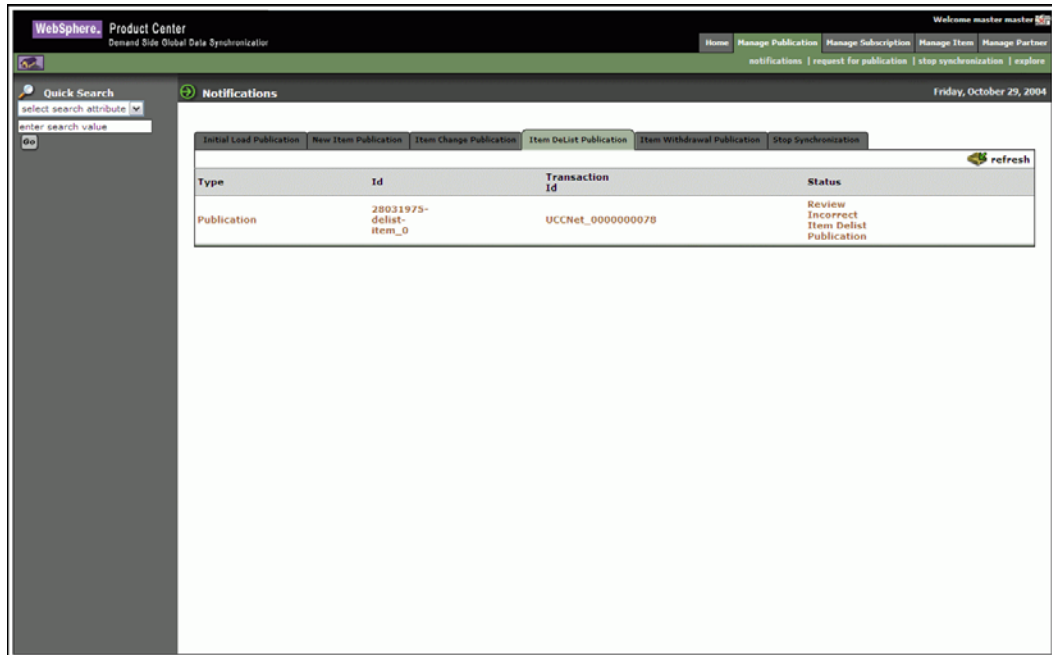 Welcome master master
WebSphere. Product Center
Demand Side Global Data Synchronization
Home Manage Publication Manage Subscription Manage Item Manage Partner
notifications | request for publication | stop synchronization | explore
Quick Search
Notifications
Friday, October 29, 2004
select search attribute
enter search value
Go
Initial Load Publication New Item Publication Item Change Publication Item DeList Publication Item Withdrawal Publication Stop Synchronization
refresh
Type Id Transaction Id Status
Publication
28031975-
delist-
item_0
UCCNet_0000000078
Review
Incorrect
Item Delist
Publication